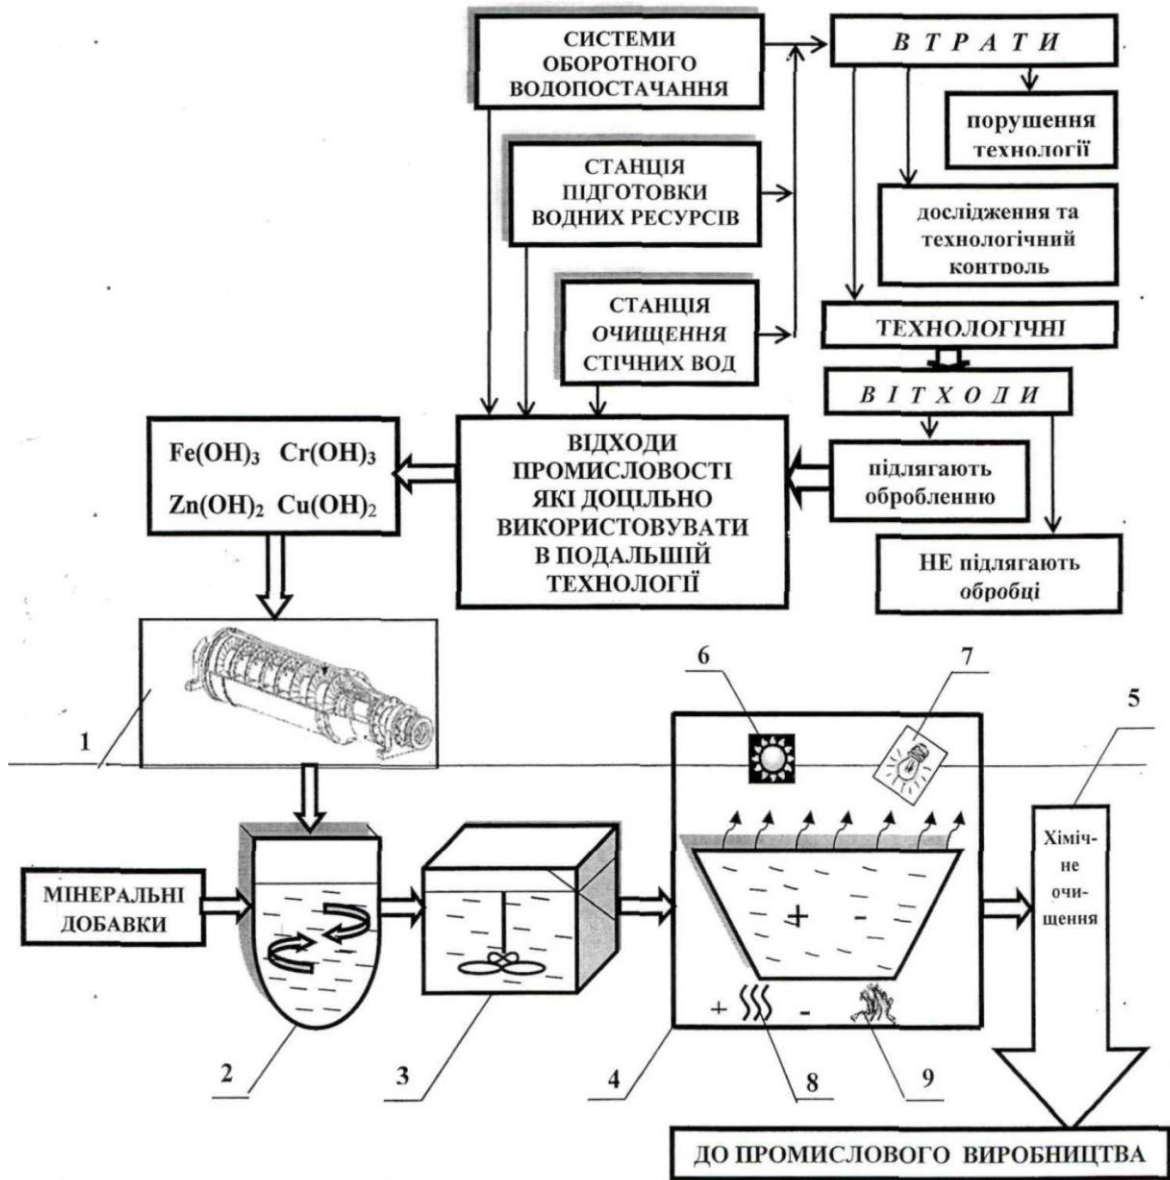 СИСТЕМИ
ОБОРОТНОГО
ВОДОПОСТАЧАННЯ
ВТРАТИ
порушення
технології
СТАНЦІЯ
ПІДГОТОВКИ
ВОДНИХ РЕСУРСІВ
дослідження та
технологічний
контроль
СТАНЦІЯ
ОЧИЩЕННЯ
СТІЧНИХ ВОД
ТЕХНОЛОГІЧНІ
ВІТХОДИ
Fe(OH)₃ Cr(OH)₃
Zn(OH)₂ Cu(OH)₂
ВІДХОДИ
ПРОМИСЛОВОСТІ
ЯКІ ДОЦІЛЬНО
ВИКОРИСТОВУВАТИ
В ПОДАЛЬШІЙ
ТЕХНОЛОГІЇ
підлягають
обробленню
НЕ підлягають
обробці
6
7
5
1
Хіміч-
не
очи-
щення
МІНЕРАЛЬНІ
ДОБАВКИ
+ -
+ -
2
3
4
8
9
ДО ПРОМИСЛОВОГО ВИРОБНИЦТВА